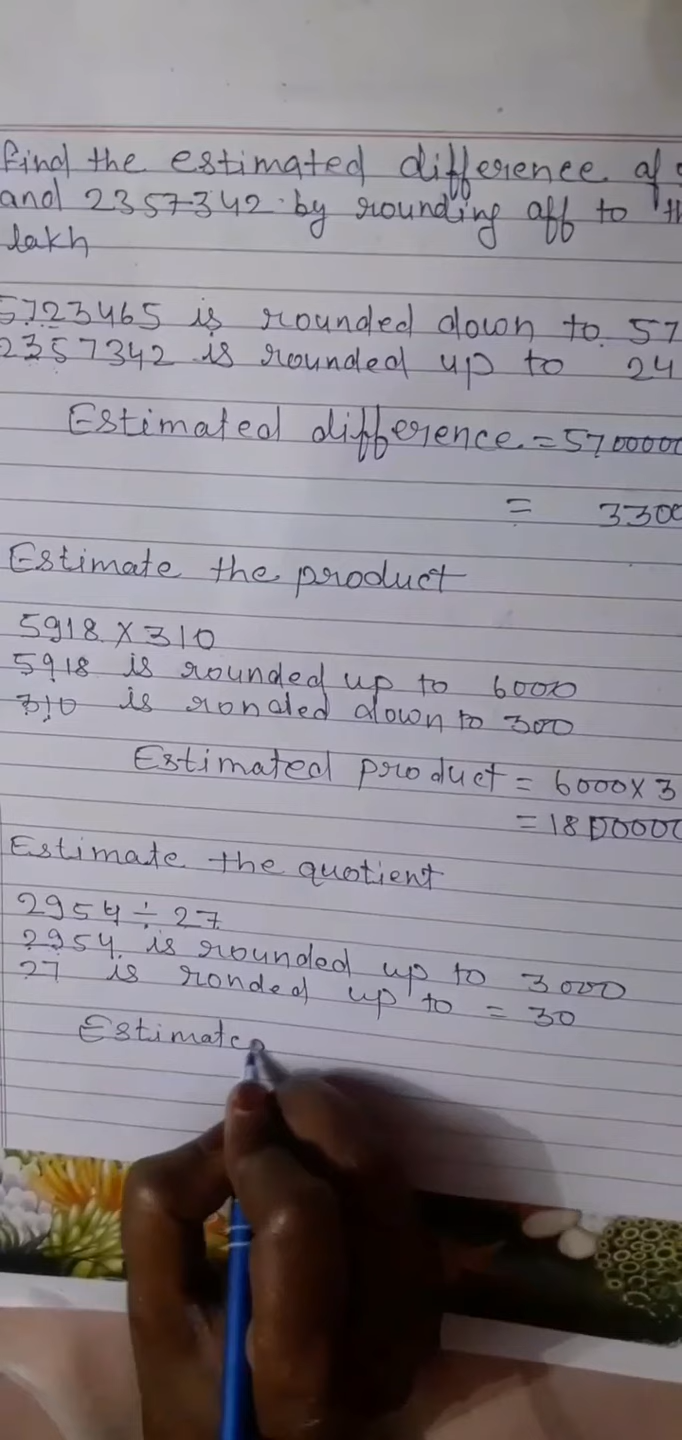 find the estimated difference of
and 2357342 by rounding off to
lakh
5723465 is rounded down to 57
2357342 is rounded up to 24
Estimated difference = 5700000
= 3300
Estimate the product
5918 × 310
5918 is rounded up to 6000
310 is ronded down to 300
Estimated product = 6000 × 3
= 1800000
Estimate the quotient
2954 ÷ 27
2954 is rounded up to 3000
27 is ronded up to = 30
Estimate